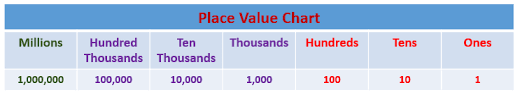 Place Value Chart
Millions Hundred Thousands Ten Thousands Thousands Hundreds Tens Ones
1,000,000 100,000 10,000 1,000 100 10 1